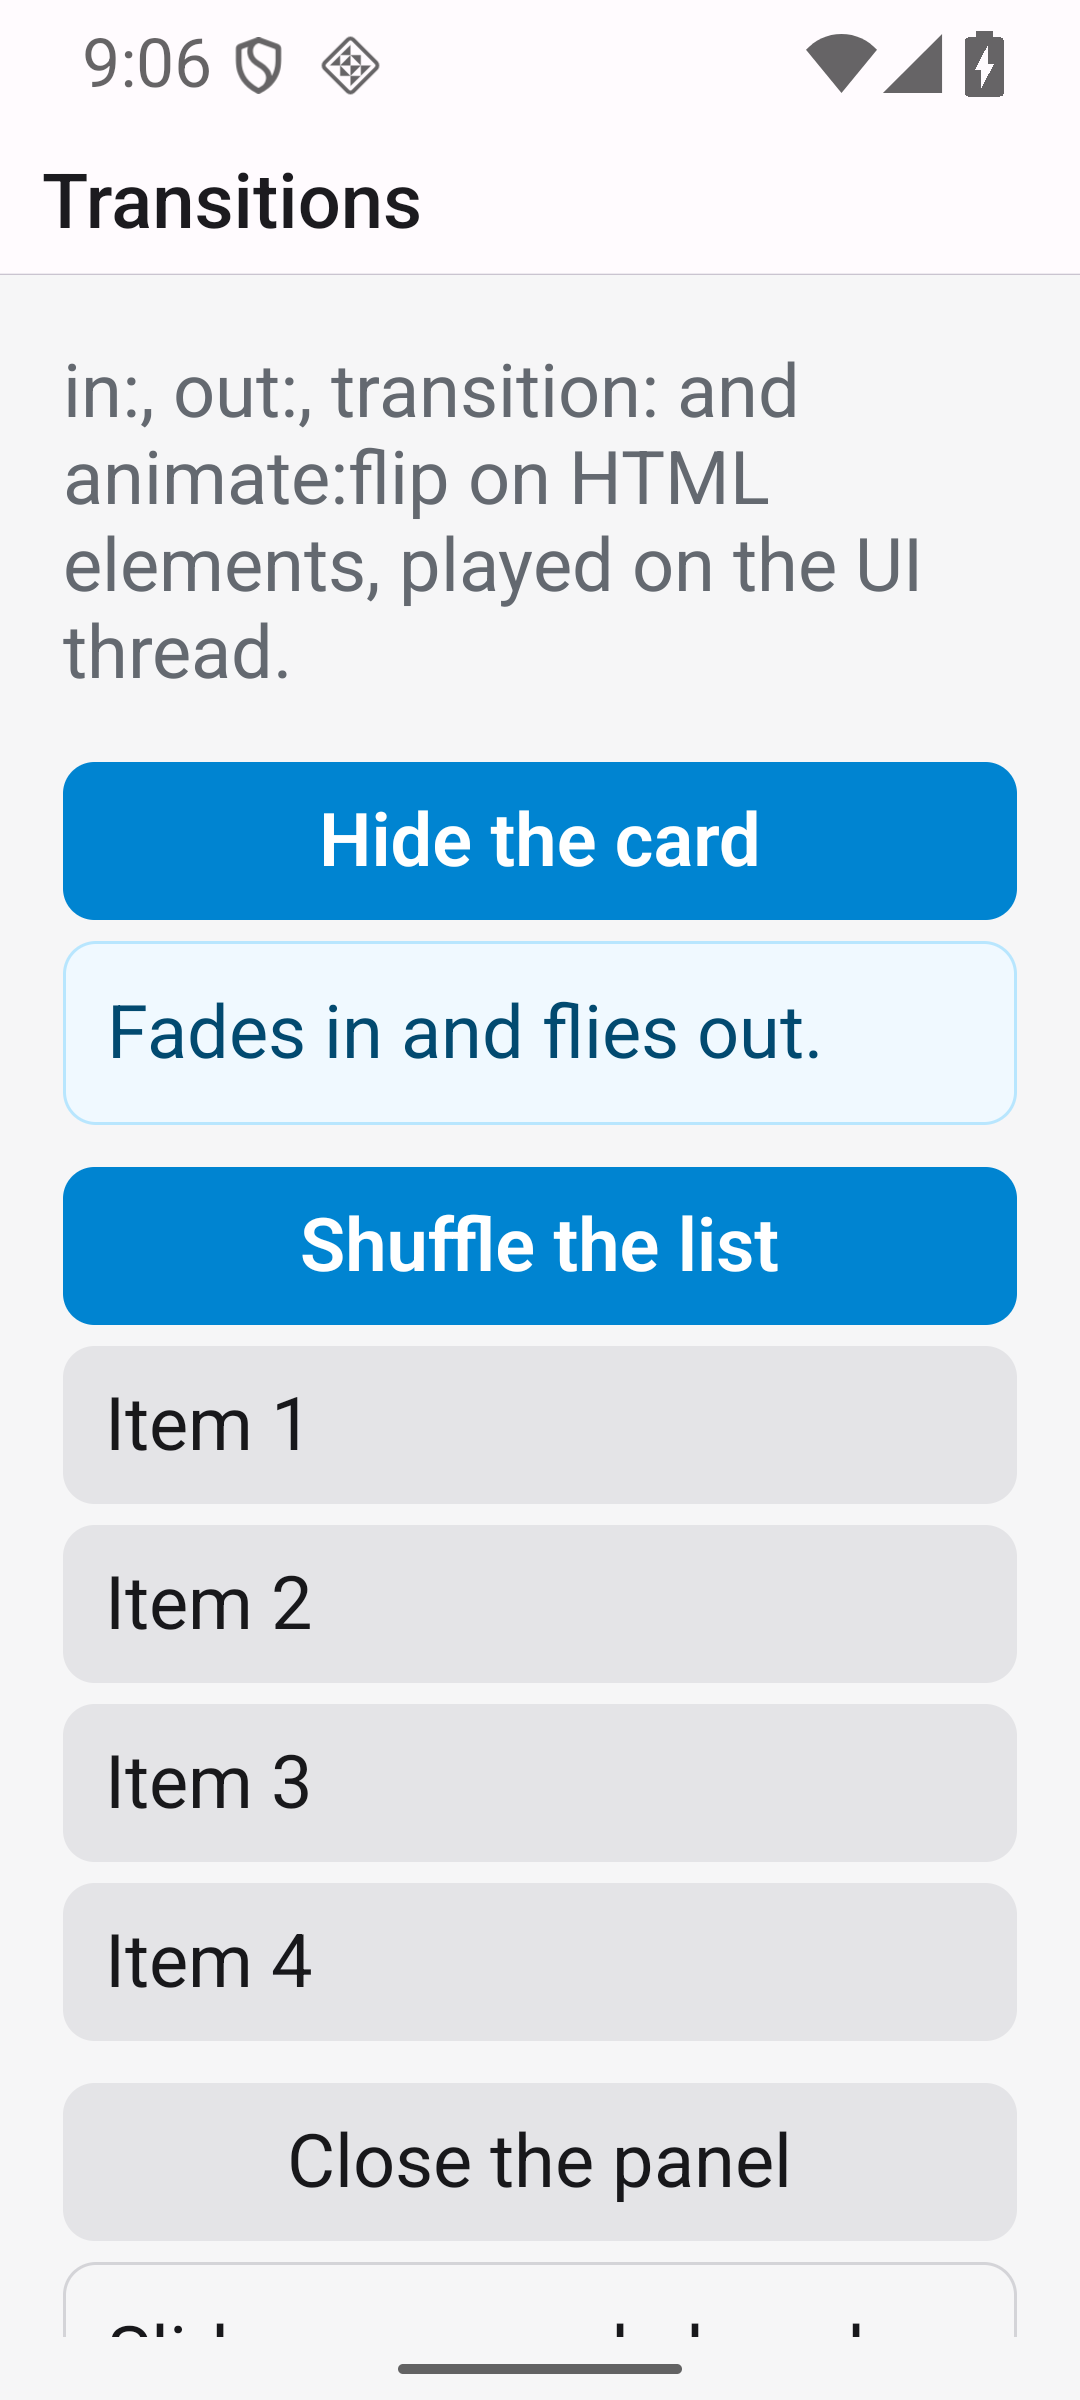 9:06
Transitions
in:, out:, transition: and
animate:flip on HTML
elements, played on the UI
thread.
Hide the card
Fades in and flies out.
Shuffle the list
Item 1
Item 2
Item 3
Item 4
Close the panel